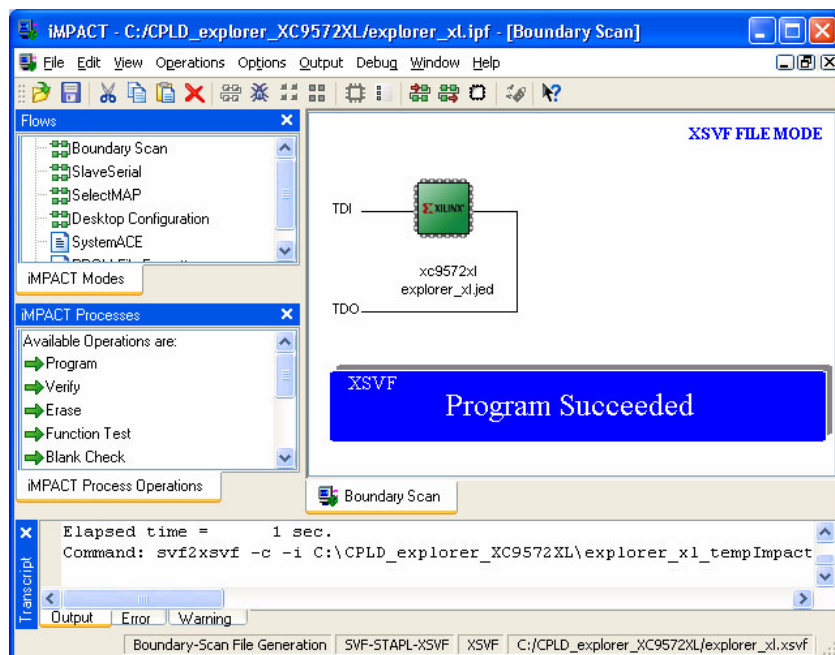 iMPACT - C:/CPLD_explorer_XC9572XL/explorer_xl.ipf - [Boundary Scan]
File Edit View Operations Options Output Debug Window Help
Flows
Boundary Scan
SlaveSerial
SelectMAP
Desktop Configuration
SystemACE
iMPACT Modes
iMPACT Processes
Available Operations are:
Program
Verify
Erase
Function Test
Blank Check
iMPACT Process Operations
XSVF FILE MODE
TDI
XILINX
xc9572xl
explorer_xl.jed
TDO
XSVF
Program Succeeded
Boundary Scan
Transcript
Elapsed time = 1 sec.
Command: svf2xsvf -c -i C:\CPLD_explorer_XC9572XL\explorer_xl_tempImpact
Output Error Warning
Boundary-Scan File Generation SVF-STAPL-XSVF XSVF C:/CPLD_explorer_XC9572XL/explorer_xl.xsvf